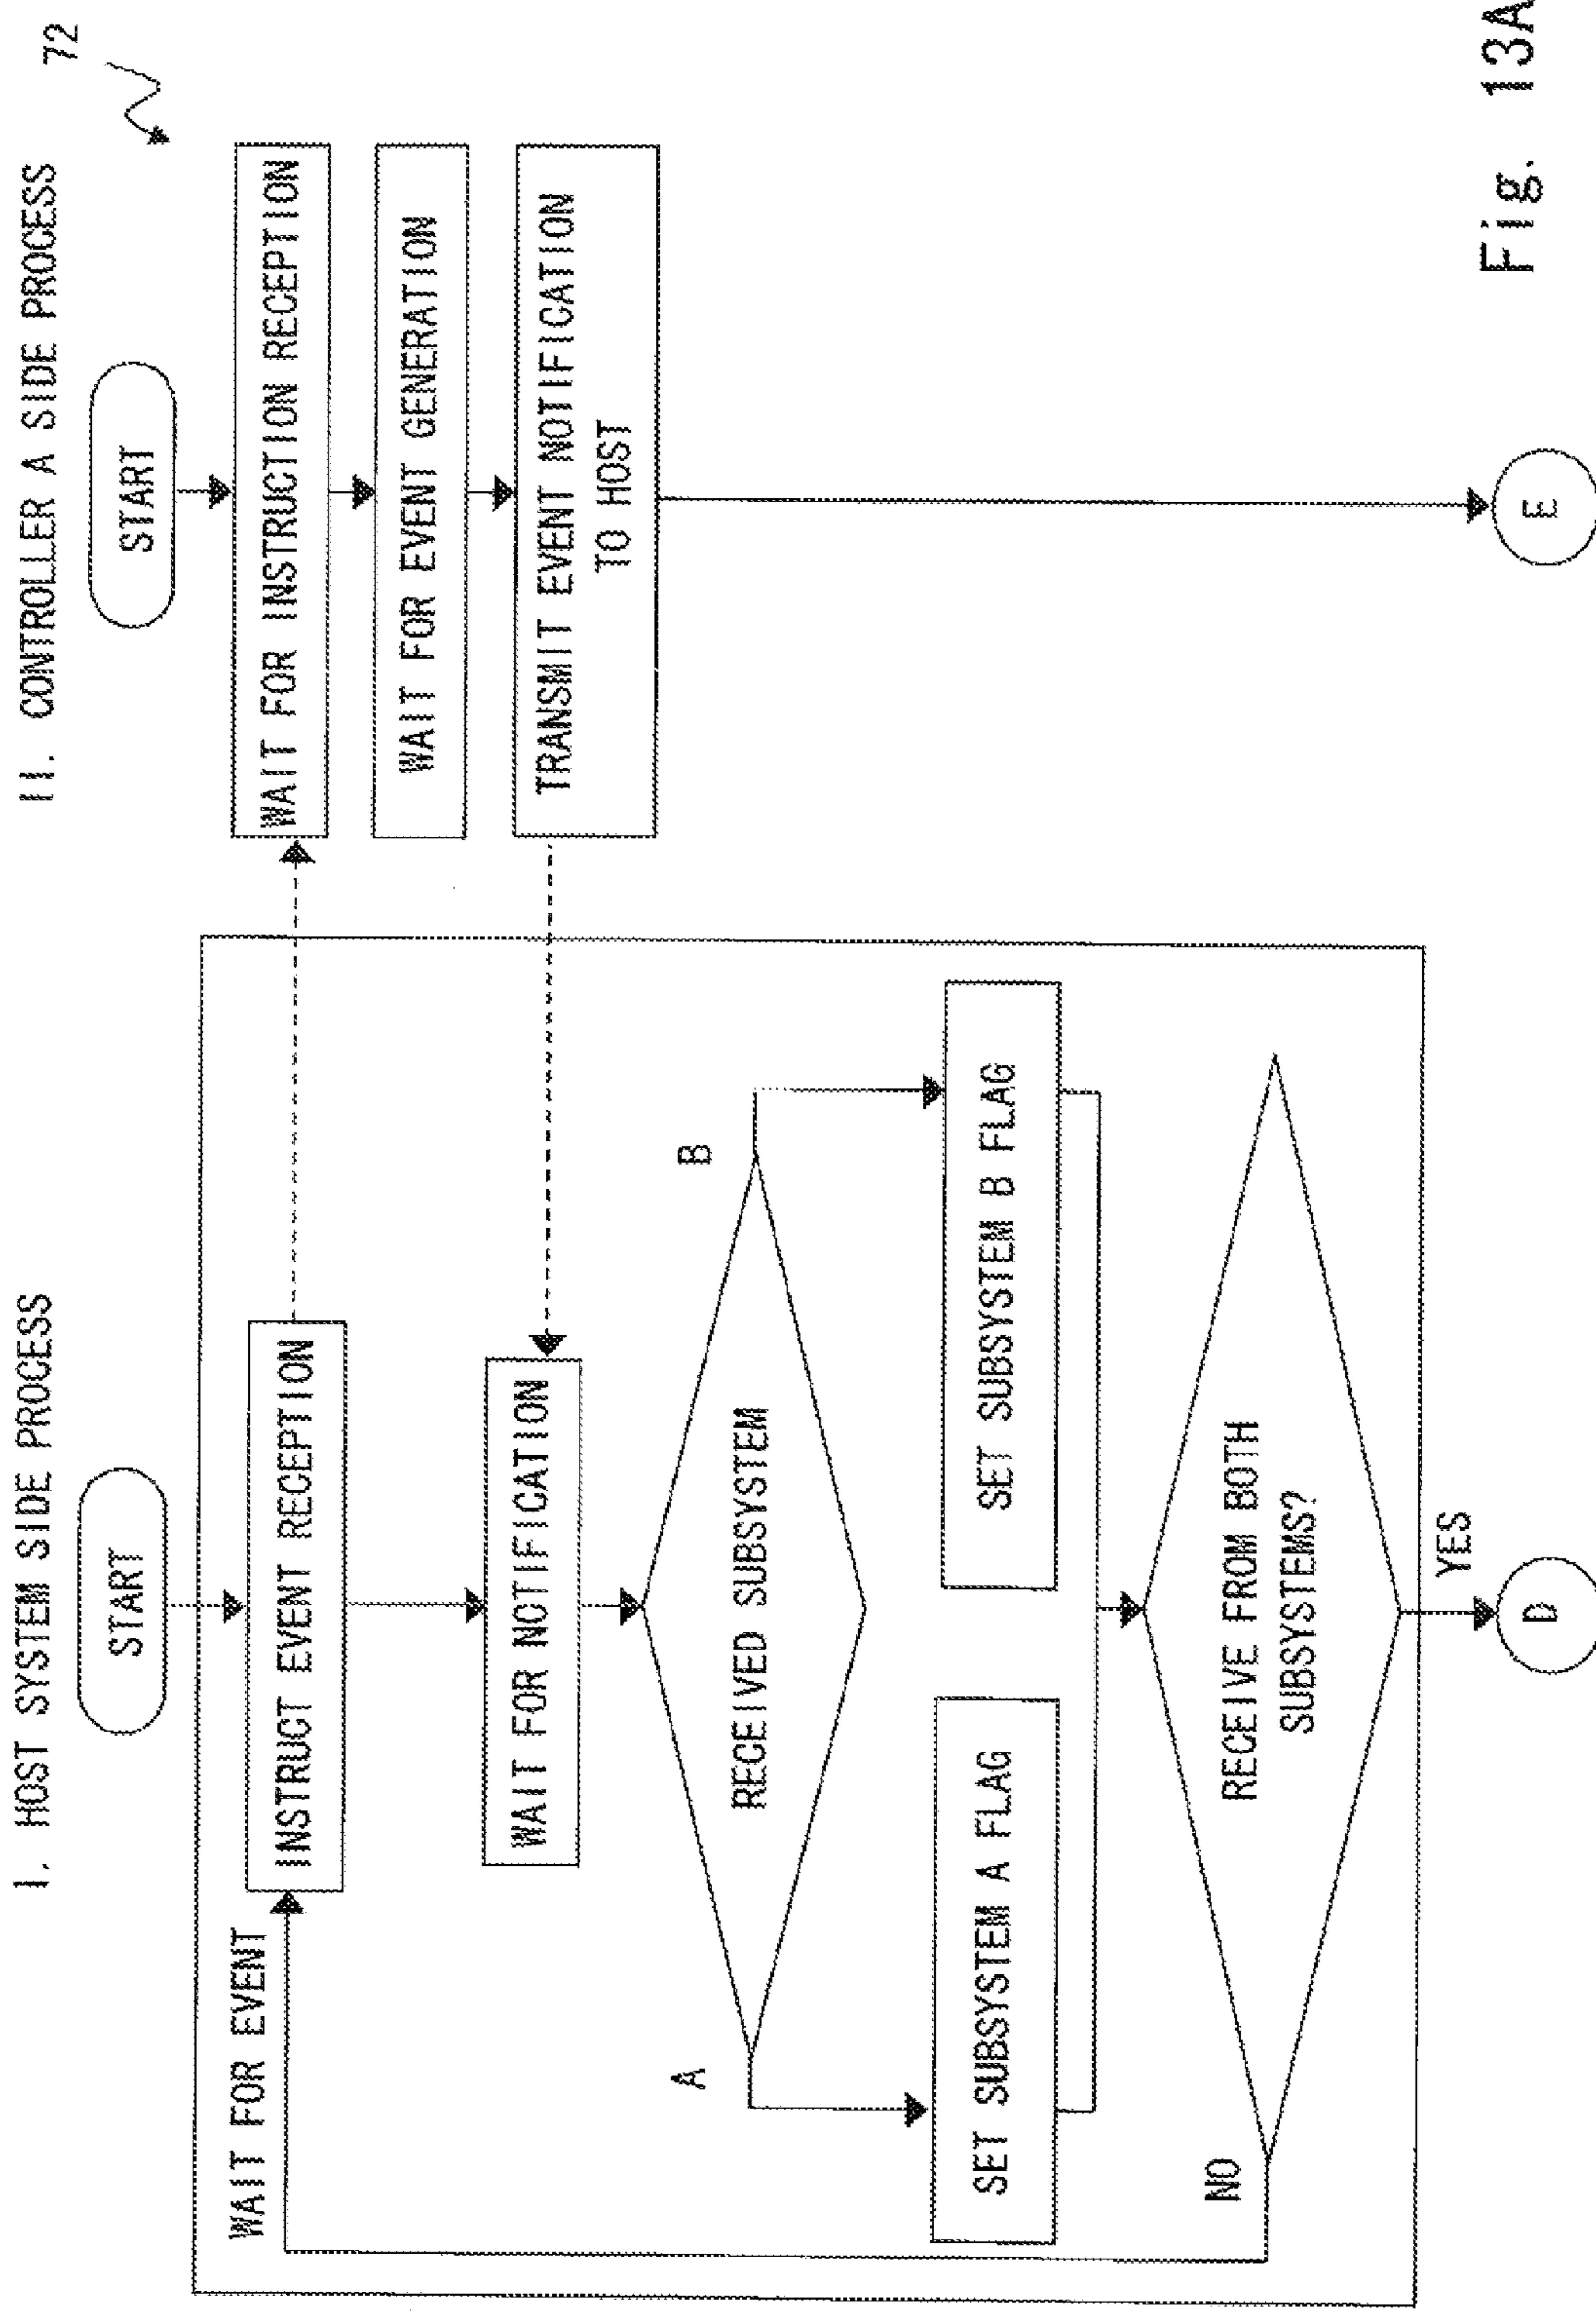 I. HOST SYSTEM SIDE PROCESS
START
WAIT FOR EVENT
INSTRUCT EVENT RECEPTION
WAIT FOR NOTIFICATION
RECEIVED SUBSYSTEM
A
B
SET SUBSYSTEM A FLAG
SET SUBSYSTEM B FLAG
RECEIVE FROM BOTH
SUBSYSTEMS?
NO
YES
D
II. CONTROLLER A SIDE PROCESS
72
START
WAIT FOR INSTRUCTION RECEPTION
WAIT FOR EVENT GENERATION
TRANSMIT EVENT NOTIFICATION
TO HOST
E
Fig. 13A